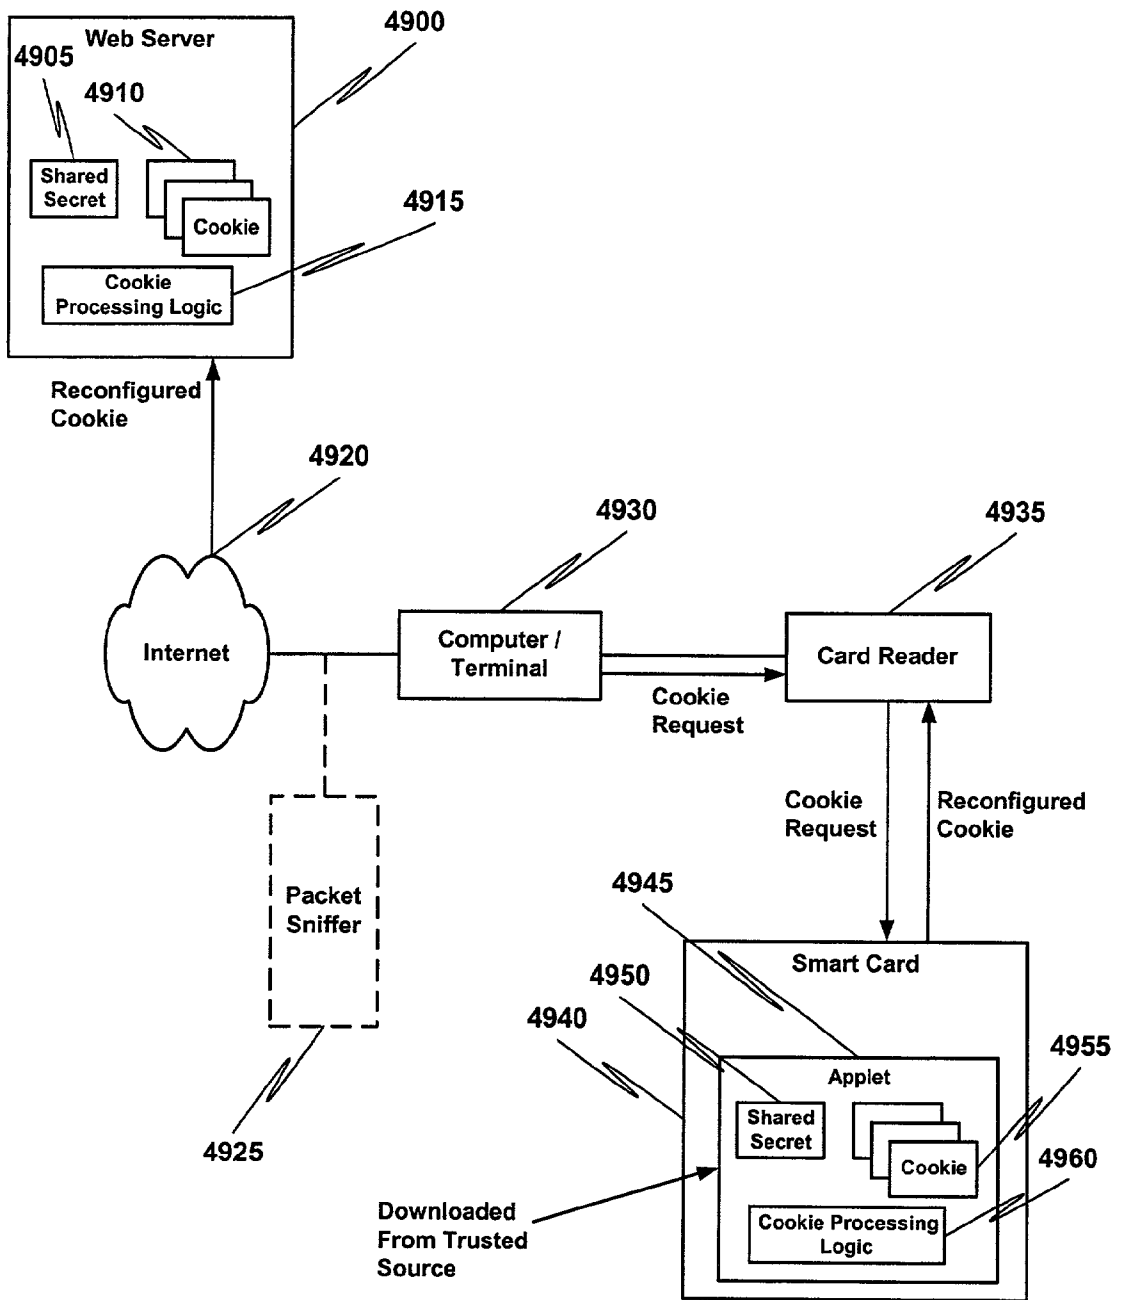 Web Server
4900
4905
4910
Shared
Secret
Cookie
4915
Cookie
Processing Logic
Reconfigured
Cookie
4920
4930
4935
Internet
Computer /
Terminal
Card Reader
Cookie
Request
Cookie
Request
Reconfigured
Cookie
Packet
Sniffer
4925
4945
Smart Card
4950
4940
4955
Applet
Shared
Secret
Cookie
4960
Cookie Processing
Logic
Downloaded
From Trusted
Source